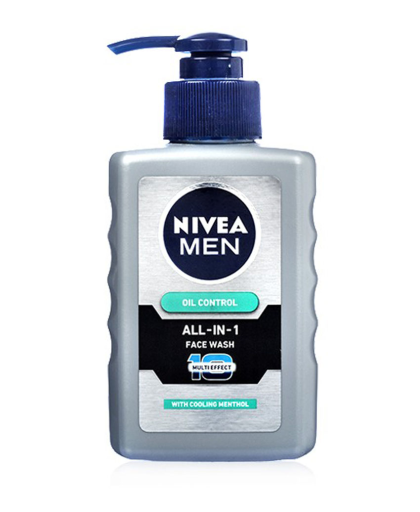 NIVEA
MEN
OIL CONTROL
ALL-IN-1
FACE WASH
10
MULTI EFFECT
WITH COOLING MENTHOL